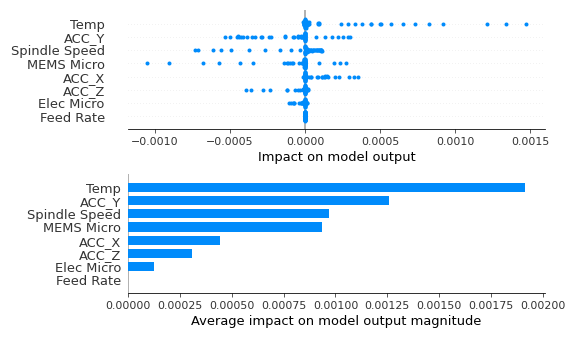 Temp
ACC_Y
Spindle Speed
MEMS Micro
ACC_X
ACC_Z
Elec Micro
Feed Rate
−0.0010 −0.0005 0.0000 0.0005 0.0010 0.0015
Impact on model output
Temp
ACC_Y
Spindle Speed
MEMS Micro
ACC_X
ACC_Z
Elec Micro
Feed Rate
0.00000 0.00025 0.00050 0.00075 0.00100 0.00125 0.00150 0.00175 0.00200
Average impact on model output magnitude